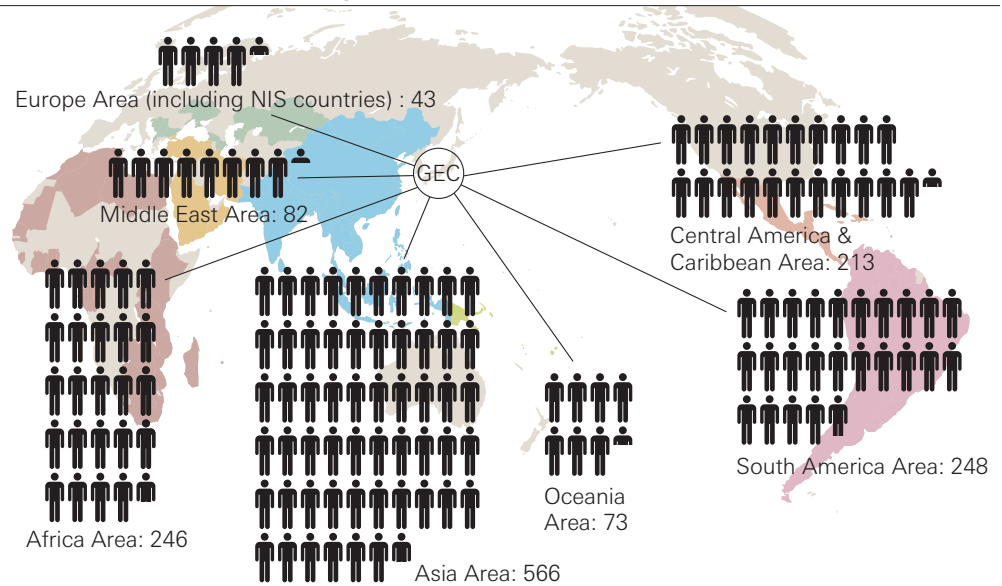 Europe Area (including NIS countries) : 43
GEC
Middle East Area: 82
Central America &
Caribbean Area: 213
South America Area: 248
Oceania
Area: 73
Africa Area: 246
Asia Area: 566